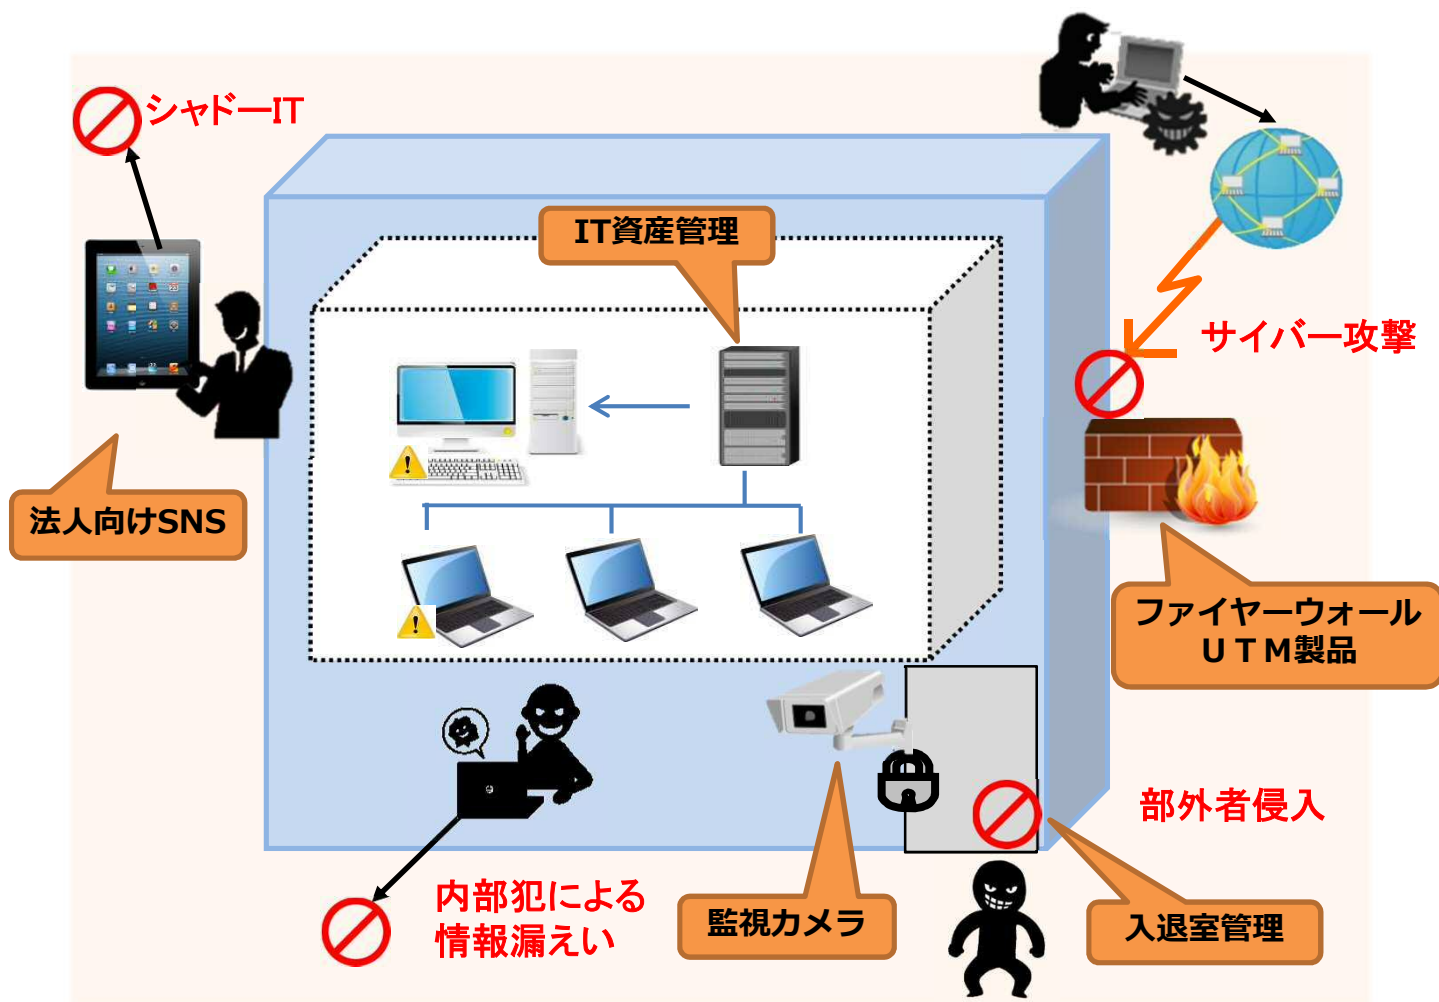 シャドーIT
IT資産管理
サイバー攻撃
法人向けSNS
ファイヤーウォール
ＵＴＭ製品
部外者侵入
内部犯による
情報漏えい
監視カメラ
入退室管理